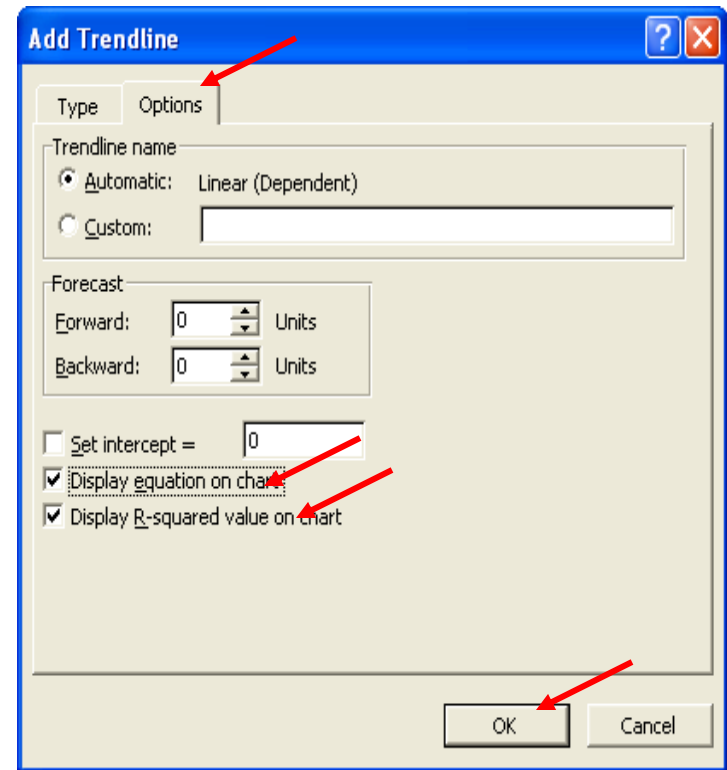 Add Trendline
Type Options
Trendline name
Automatic: Linear (Dependent)
Custom:
Forecast
Forward: 0 Units
Backward: 0 Units
Set intercept = 0
Display equation on chart
Display R-squared value on chart
OK Cancel